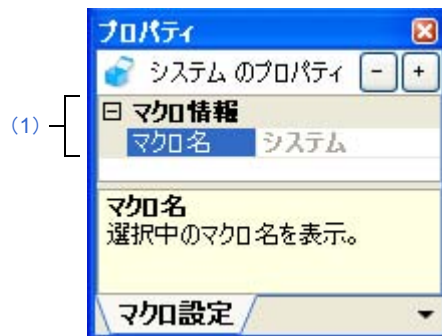 プロパティ
システム のプロパティ - +
(1)
マクロ情報
マクロ名 システム
マクロ名
選択中のマクロ名を表示。
マクロ設定